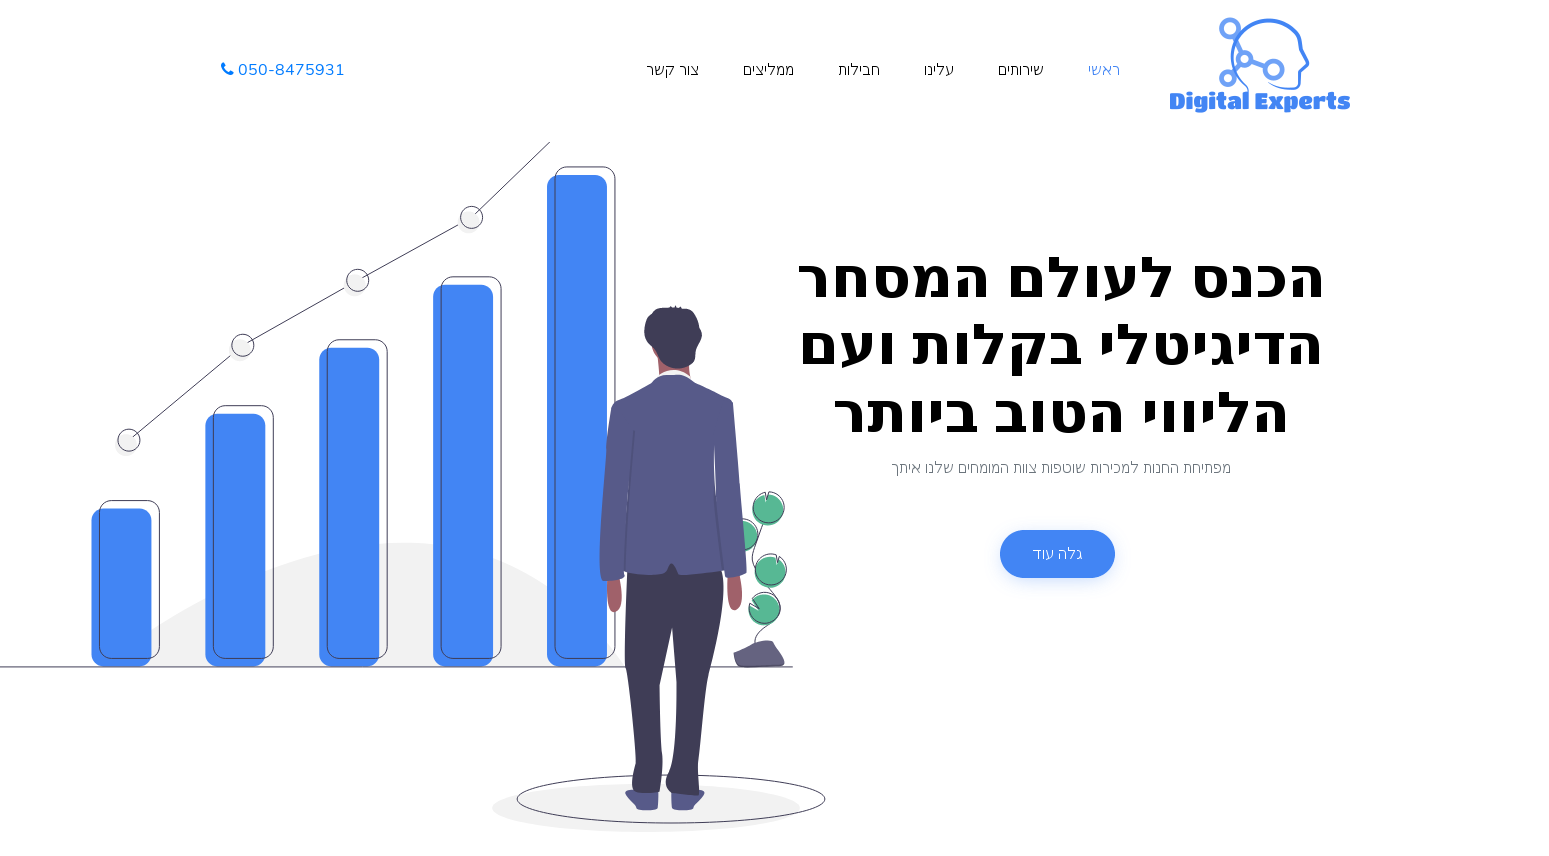 Digital Experts
ראשי
שירותים
עלינו
חבילות
ממליצים
צור קשר
050-8475931
הכנס לעולם המסחר
הדיגיטלי בקלות ועם
הליווי הטוב ביותר
מפתיחת החנות למכירות שוטפות צוות המומחים שלנו איתך
גלה עוד